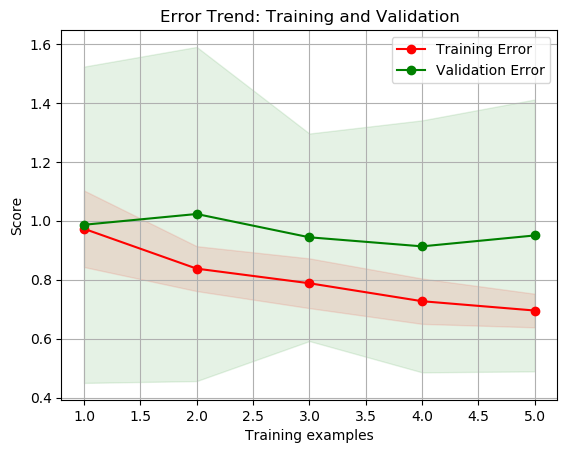 Error Trend: Training and Validation
Training Error
Validation Error
Score
1.6
1.4
1.2
1.0
0.8
0.6
0.4
1.0 1.5 2.0 2.5 3.0 3.5 4.0 4.5 5.0
Training examples